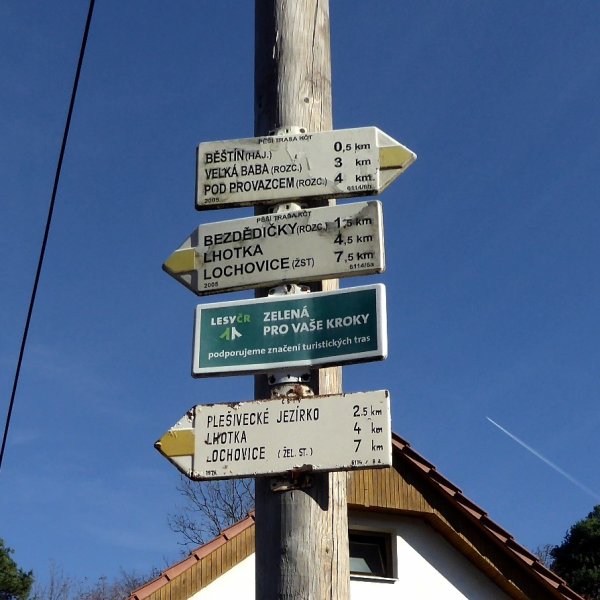 PĚŠÍ TRASA KČT
BĚŠTÍN (HÁJ.) 0,5 km
VELKÁ BABA (ROZC.) 3 km
POD PROVAZCEM (ROZC.) 4 km
2005
PĚŠÍ TRASA KČT
BEZDĚDIČKY (ROZC.) 1,5 km
LHOTKA 4,5 km
LOCHOVICE (ŽST) 7,5 km
2005 6114/5a
LESY ČR
ZELENÁ
PRO VAŠE KROKY
podporujeme značení turistických tras
PLEŠIVECKÉ JEZÍRKO 2.5 km
LHOTKA 4 km
LOCHOVICE (ŽEL. ST.) 7 km